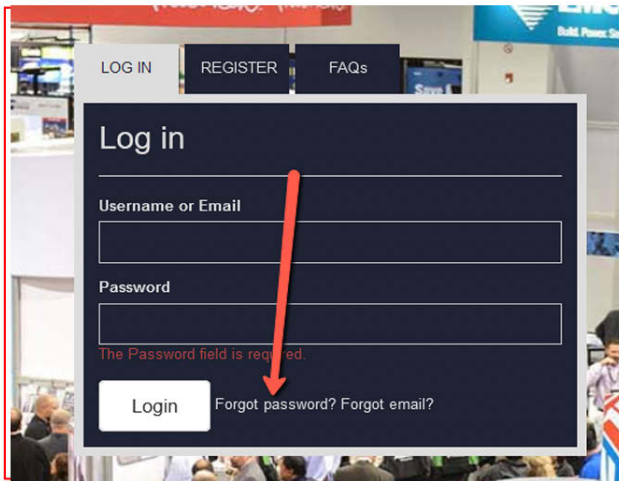 LOG IN REGISTER FAQs
Log in
Username or Email
Password
The Password field is required.
Login Forgot password? Forgot email?